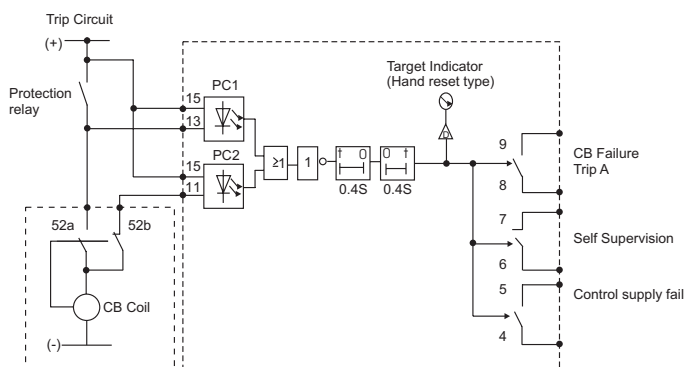 Trip Circuit
(+)
Protection
relay
52a
52b
CB Coil
(-)
15
13
PC1
15
11
PC2
≥1
1
t 0
0.4S
0 t
0.4S
Target Indicator
(Hand reset type)
9
8
CB Failure
Trip A
7
6
Self Supervision
5
4
Control supply fail